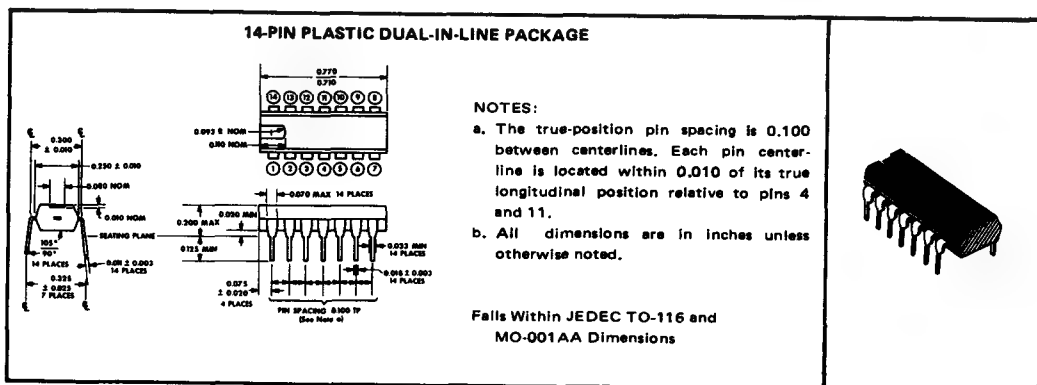 14-PIN PLASTIC DUAL-IN-LINE PACKAGE
0.770
0.710
14 13 12 11 10 9 8
0.093 R NOM
0.110 NOM
1 2 3 4 5 6 7
℄ ℄
0.300
± 0.010
0.250 ± 0.010
0.080 NOM
0.010 NOM
105°
90°
14 PLACES
0.011 ± 0.003
14 PLACES
0.325
± 0.025
7 PLACES
℄ ℄
0.070 MAX 14 PLACES
0.020 MIN
0.200 MAX
SEATING PLANE
0.125 MIN
0.033 MIN
14 PLACES
0.018 ± 0.003
14 PLACES
0.075
± 0.020
4 PLACES
PIN SPACING 0.100 TP
(See Note a)
NOTES:
a. The true-position pin spacing is 0.100
between centerlines. Each pin center-
line is located within 0.010 of its true
longitudinal position relative to pins 4
and 11.
b. All dimensions are in inches unless
otherwise noted.
Falls Within JEDEC TO-116 and
MO-001AA Dimensions